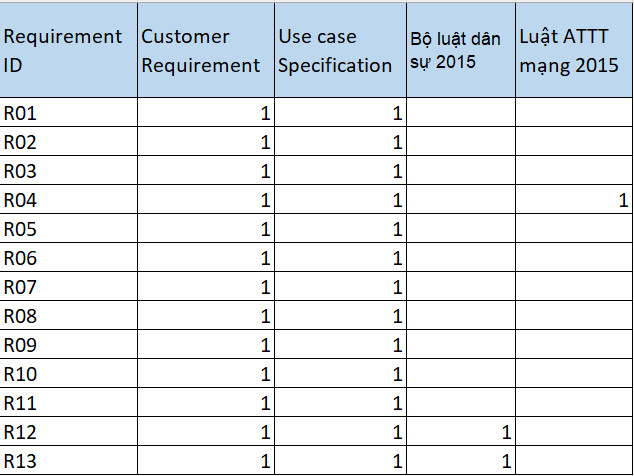 Requirement ID | Customer Requirement | Use case Specification | Bộ luật dân sự 2015 | Luật ATTT mạng 2015
R01 | 1 | 1 | |
R02 | 1 | 1 | |
R03 | 1 | 1 | |
R04 | 1 | 1 | | 1
R05 | 1 | 1 | |
R06 | 1 | 1 | |
R07 | 1 | 1 | |
R08 | 1 | 1 | |
R09 | 1 | 1 | |
R10 | 1 | 1 | |
R11 | 1 | 1 | |
R12 | 1 | 1 | 1 |
R13 | 1 | 1 | 1 |